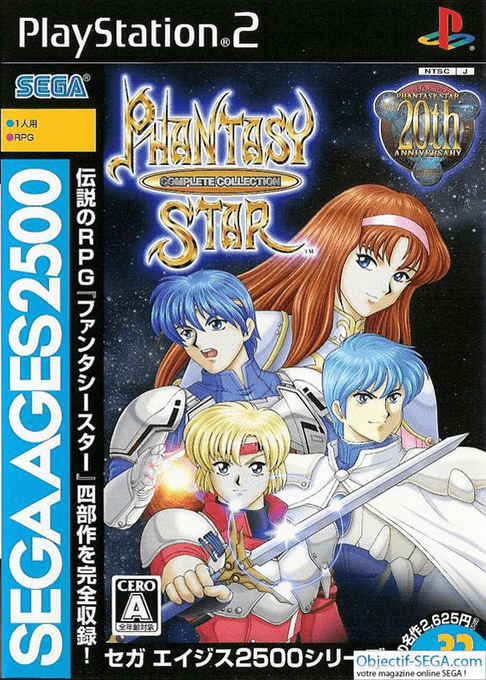 PlayStation®2
NTSC J
SEGA®
1人用
RPG
PHANTASY
COMPLETE COLLECTION
STAR™
PHANTASY STAR
20th
ANNIVERSARY
SEGA AGES 2500
伝説のRPG『ファンタシースター』四部作を完全収録!
CERO
A
全年齢対象
セガ エイジス2500シリーズ
の名作2,625円
32
Objectif-SEGA.com
votre magazine online SEGA !